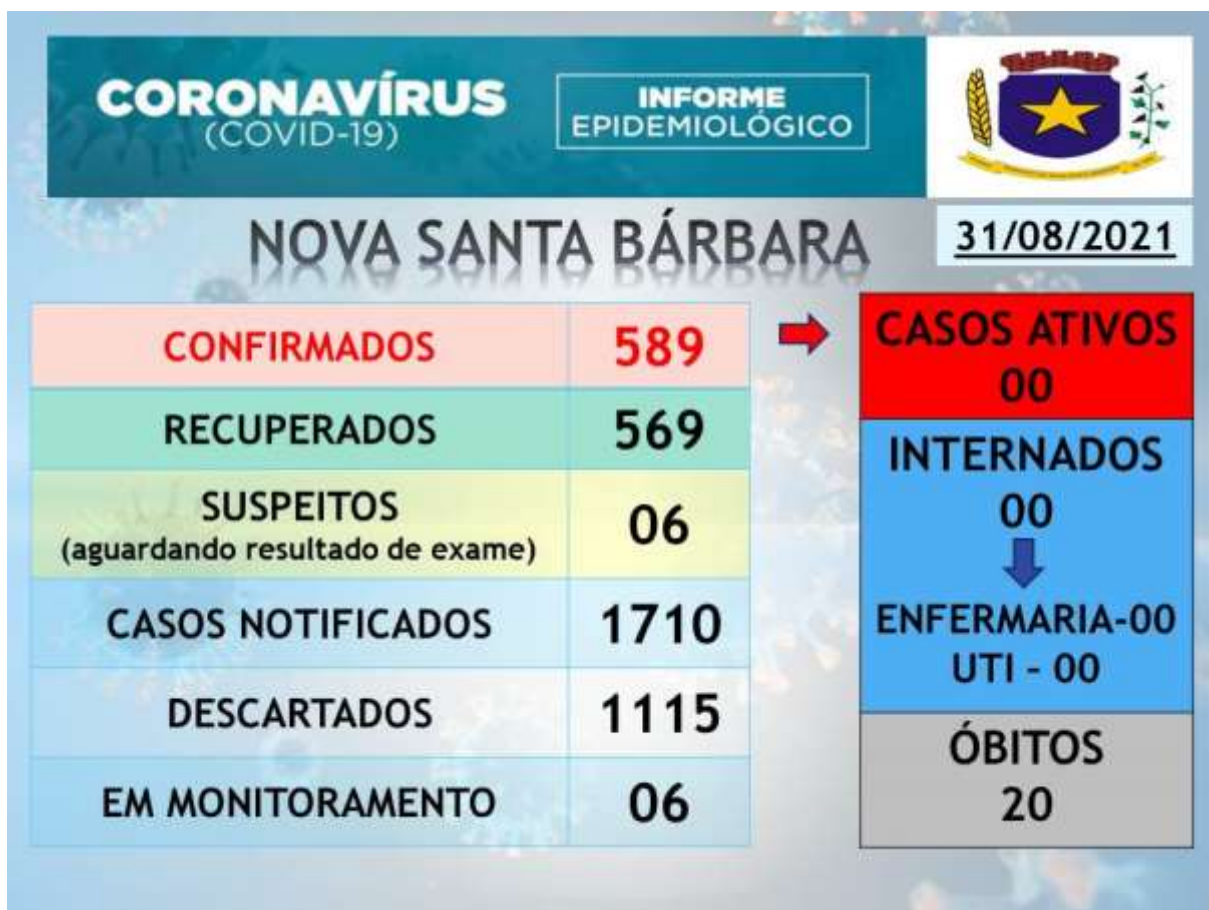 CORONAVÍRUS
(COVID-19)
INFORME
EPIDEMIOLÓGICO
NOVA SANTA BÁRBARA
31/08/2021
CONFIRMADOS 589
RECUPERADOS 569
SUSPEITOS
(aguardando resultado de exame) 06
CASOS NOTIFICADOS 1710
DESCARTADOS 1115
EM MONITORAMENTO 06
CASOS ATIVOS
00
INTERNADOS
00
ENFERMARIA-00
UTI – 00
ÓBITOS
20